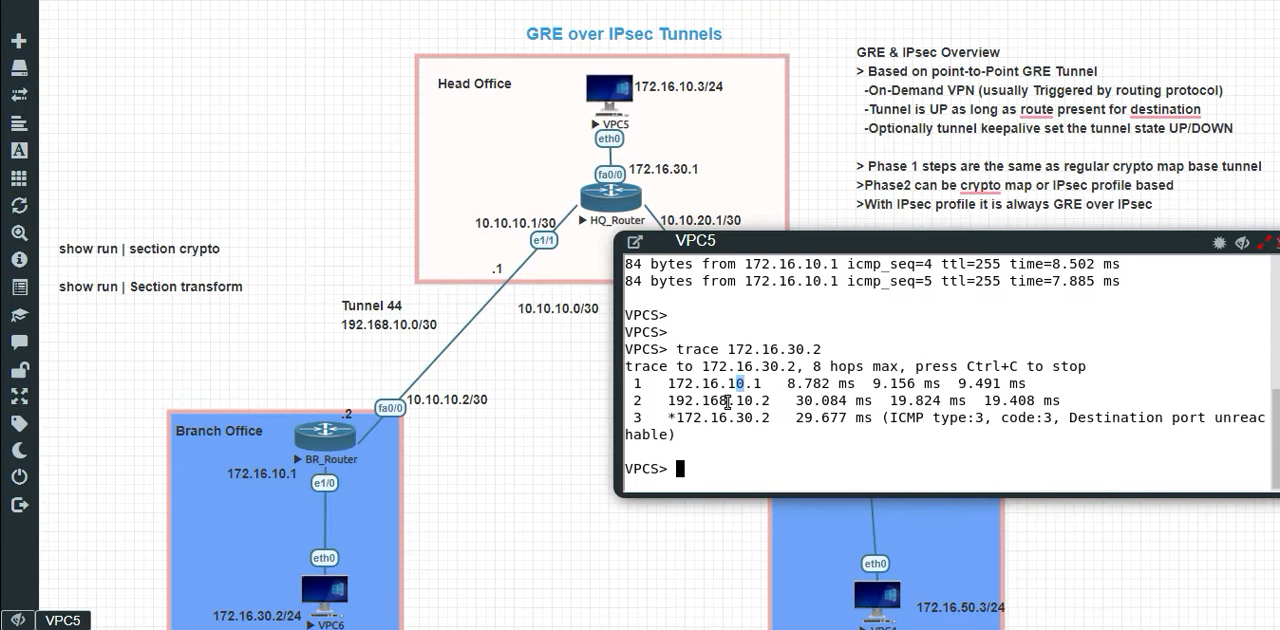 GRE over IPsec Tunnels
Head Office
172.16.10.3/24
VPC5
eth0
fa0/0
172.16.30.1
HQ_Router
10.10.10.1/30
10.10.20.1/30
e1/1
.1
GRE & IPsec Overview
> Based on point-to-Point GRE Tunnel
-On-Demand VPN (usually Triggered by routing protocol)
-Tunnel is UP as long as route present for destination
-Optionally tunnel keepalive set the tunnel state UP/DOWN
> Phase 1 steps are the same as regular crypto map base tunnel
>Phase2 can be crypto map or IPsec profile based
>With IPsec profile it is always GRE over IPsec
show run | section crypto
show run | Section transform
Tunnel 44
192.168.10.0/30
10.10.10.0/30
VPC5
84 bytes from 172.16.10.1 icmp_seq=4 ttl=255 time=8.502 ms
84 bytes from 172.16.10.1 icmp_seq=5 ttl=255 time=7.885 ms
VPCS>
VPCS>
VPCS> trace 172.16.30.2
trace to 172.16.30.2, 8 hops max, press Ctrl+C to stop
1 172.16.10.1 8.782 ms 9.156 ms 9.491 ms
2 192.168.10.2 30.084 ms 19.824 ms 19.408 ms
3 *172.16.30.2 29.677 ms (ICMP type:3, code:3, Destination port unreac
hable)
VPCS>
fa0/0
10.10.10.2/30
.2
Branch Office
BR_Router
172.16.10.1
e1/0
eth0
172.16.30.2/24
VPC6
eth0
172.16.50.3/24
VPC5